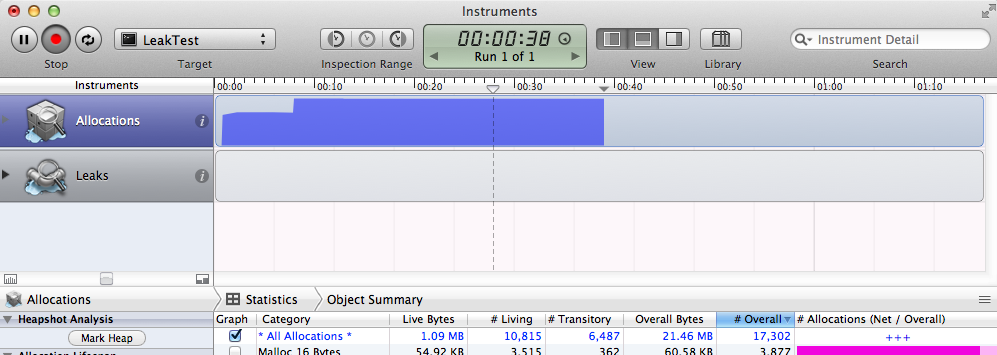 Instruments
LeakTest
00:00:38
Run 1 of 1
Instrument Detail
Stop Target Inspection Range View Library Search
Instruments 00:00 00:10 00:20 00:30 00:40 00:50 01:00 01:10
Allocations
Leaks
Allocations Statistics Object Summary
Heapshot Analysis Graph Category Live Bytes # Living # Transitory Overall Bytes # Overall # Allocations (Net / Overall)
Mark Heap * All Allocations * 1.09 MB 10,815 6,487 21.46 MB 17,302 +++
Allocation Lifespan Malloc 16 Bytes 54.92 KB 3,515 362 60.58 KB 3,877